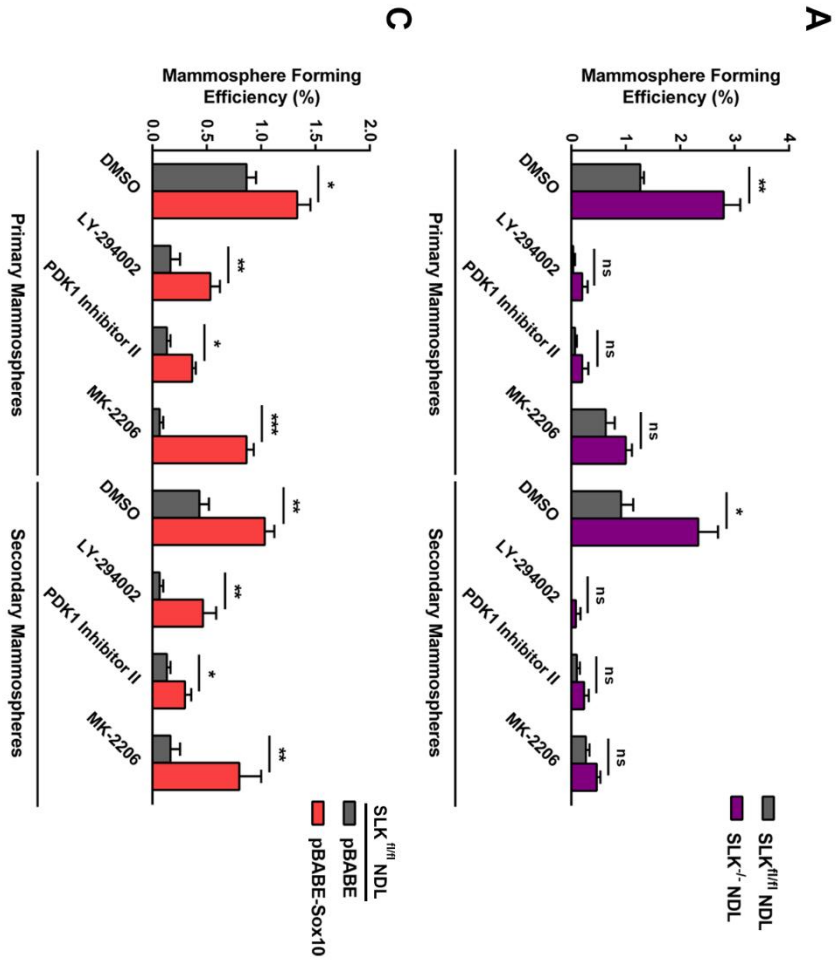 A
Mammosphere Forming
Efficiency (%)
4
3
2
1
0
**
ns
ns
ns
*
ns
ns
ns
DMSO
LY-294002
PDK1 Inhibitor II
MK-2206
DMSO
LY-294002
PDK1 Inhibitor II
MK-2206
Primary Mammospheres
Secondary Mammospheres
SLKfl/fl NDL
SLK-/- NDL
C
Mammosphere Forming
Efficiency (%)
2.0
1.5
1.0
0.5
0.0
*
**
*
***
**
**
*
**
DMSO
LY-294002
PDK1 Inhibitor II
MK-2206
DMSO
LY-294002
PDK1 Inhibitor II
MK-2206
Primary Mammospheres
Secondary Mammospheres
SLK fl/fl NDL
pBABE
pBABE-Sox10